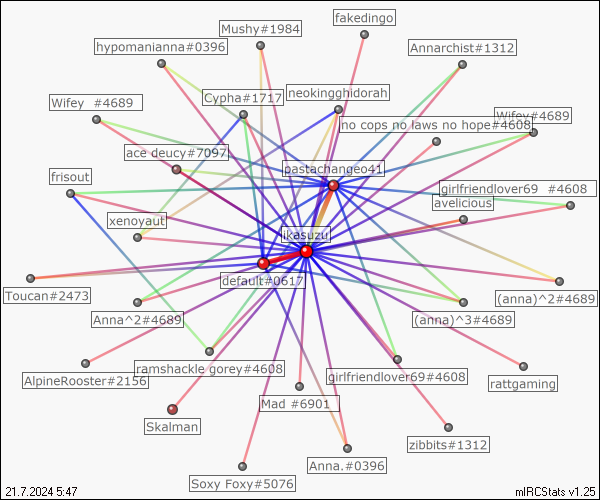 fakedingo
Mushy#1984
hypomanianna#0396
Annarchist#1312
neokingghidorah
Wifey  #4689
Cypha#1717
Wifey#4689
no cops no laws no hope#4608
ace deucy#7097
pastachangeo41
frisout
girlfriendlover69  #4608
avelicious
xenoyaut
ikasuzu
default#0617
Toucan#2473
(anna)^2#4689
Anna^2#4689
(anna)^3#4689
ramshackle gorey#4608
AlpineRooster#2156
girlfriendlover69#4608
rattgaming
Mad #6901
Skalman
zibbits#1312
Anna.#0396
Soxy Foxy#5076
21.7.2024 5:47
mIRCStats v1.25